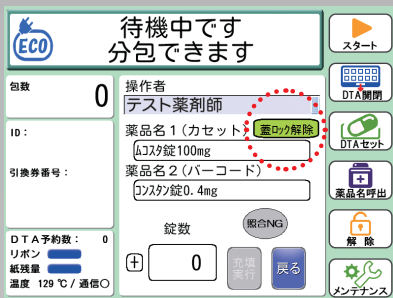 ECO
待機中です
分包できます
スタート
包数
0
操作者
テスト薬剤師
DTA開閉
ID：
薬品名1(カセット)
蓋ロック解除
ムコスタ錠100mg
DTAセット
引換券番号：
薬品名2(バーコード)
コンスタン錠0.4mg
薬品名呼出
錠数
照合NG
DTA予約数： 0
リボン
紙残量
温度 129℃/通信○
＋
0
充填
実行
戻る
解 除
メンテナンス